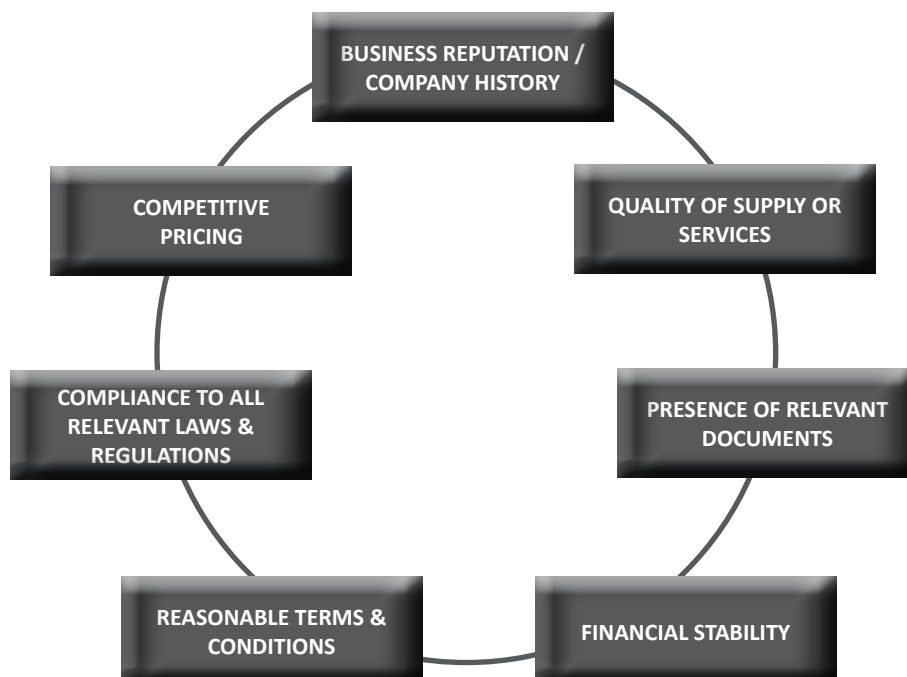 BUSINESS REPUTATION /
COMPANY HISTORY
QUALITY OF SUPPLY OR
SERVICES
PRESENCE OF RELEVANT
DOCUMENTS
FINANCIAL STABILITY
REASONABLE TERMS &
CONDITIONS
COMPLIANCE TO ALL
RELEVANT LAWS &
REGULATIONS
COMPETITIVE
PRICING